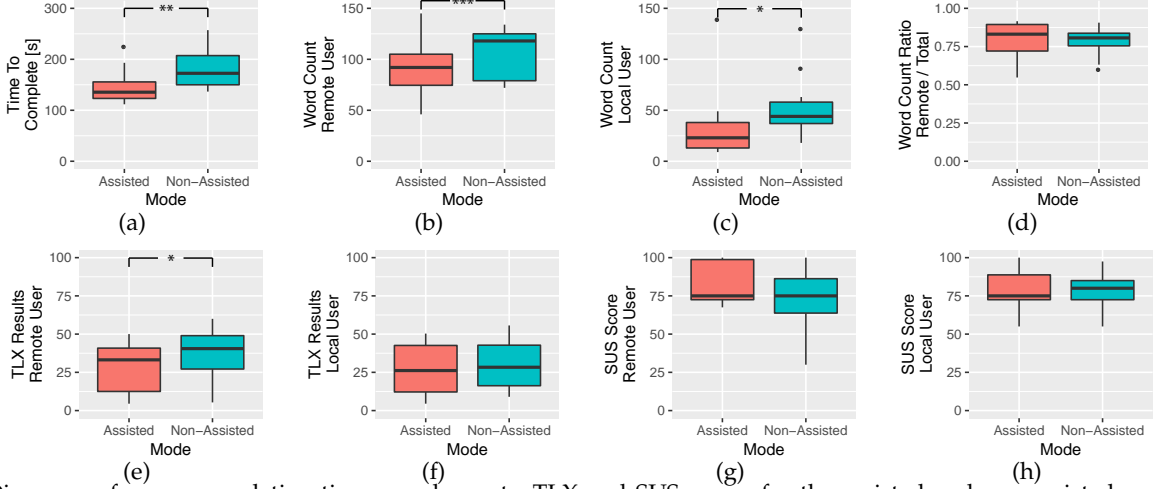 300
200
100
0
Time To
Complete [s]
**
Assisted
Non−Assisted
Mode
(a)
150
100
50
0
Word Count
Remote User
***
Assisted
Non−Assisted
Mode
(b)
150
100
50
0
Word Count
Local User
*
Assisted
Non−Assisted
Mode
(c)
1.00
0.75
0.50
0.25
0.00
Word Count Ratio
Remote / Total
Assisted
Non−Assisted
Mode
(d)
100
75
50
25
0
TLX Results
Remote User
*
Assisted
Non−Assisted
Mode
(e)
100
75
50
25
0
TLX Results
Local User
Assisted
Non−Assisted
Mode
(f)
100
75
50
25
0
SUS Score
Remote User
Assisted
Non−Assisted
Mode
(g)
100
75
50
25
0
SUS Score
Local User
Assisted
Non−Assisted
Mode
(h)